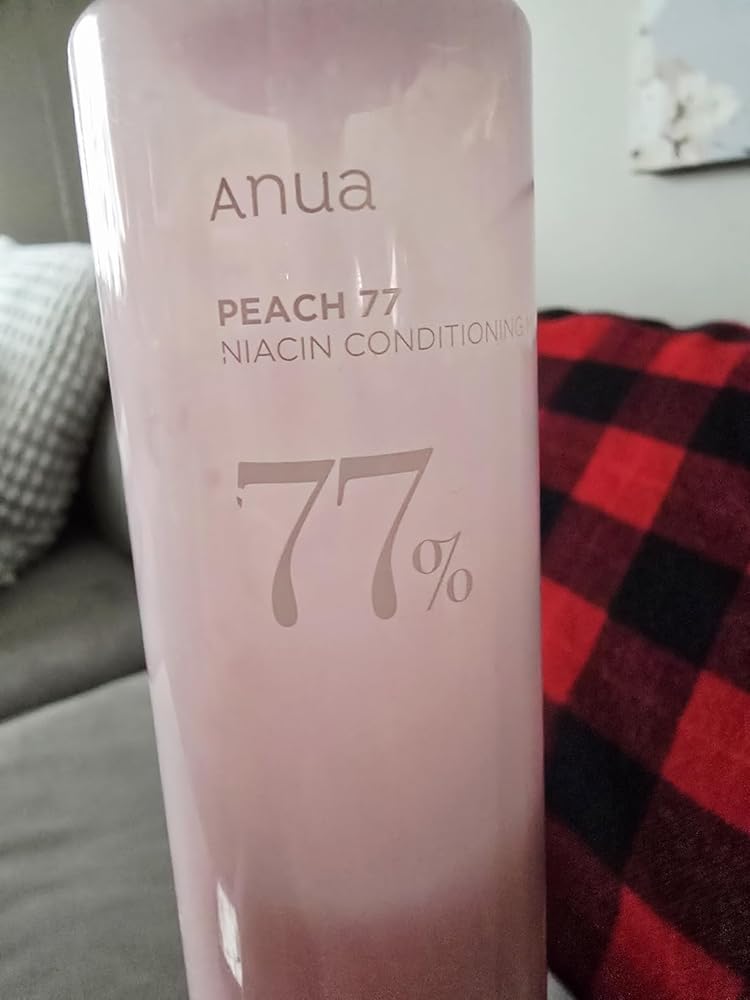 Anua
PEACH 77
NIACIN CONDITIONING
77%